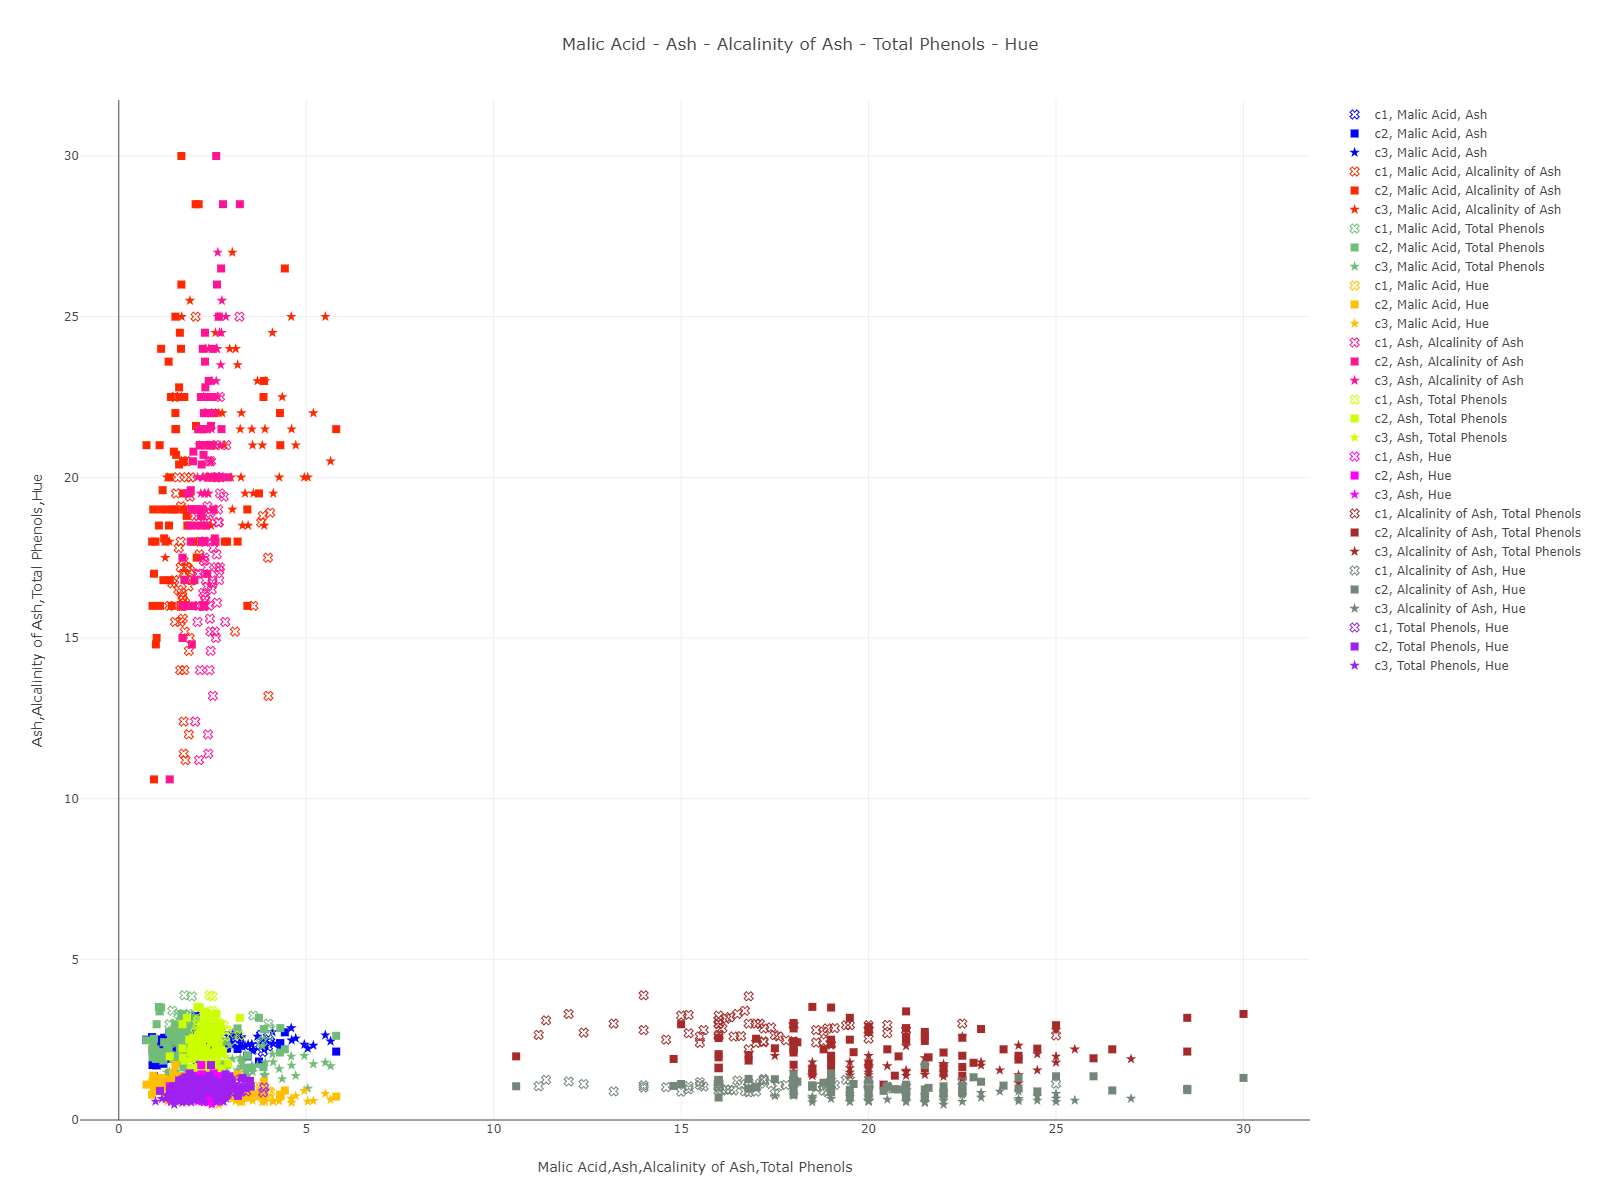 Malic Acid - Ash - Alcalinity of Ash - Total Phenols - Hue
30
25
20
15
10
5
0
Ash,Alcalinity of Ash,Total Phenols,Hue
0
5
10
15
20
25
30
Malic Acid,Ash,Alcalinity of Ash,Total Phenols
c1, Malic Acid, Ash
c2, Malic Acid, Ash
c3, Malic Acid, Ash
c1, Malic Acid, Alcalinity of Ash
c2, Malic Acid, Alcalinity of Ash
c3, Malic Acid, Alcalinity of Ash
c1, Malic Acid, Total Phenols
c2, Malic Acid, Total Phenols
c3, Malic Acid, Total Phenols
c1, Malic Acid, Hue
c2, Malic Acid, Hue
c3, Malic Acid, Hue
c1, Ash, Alcalinity of Ash
c2, Ash, Alcalinity of Ash
c3, Ash, Alcalinity of Ash
c1, Ash, Total Phenols
c2, Ash, Total Phenols
c3, Ash, Total Phenols
c1, Ash, Hue
c2, Ash, Hue
c3, Ash, Hue
c1, Alcalinity of Ash, Total Phenols
c2, Alcalinity of Ash, Total Phenols
c3, Alcalinity of Ash, Total Phenols
c1, Alcalinity of Ash, Hue
c2, Alcalinity of Ash, Hue
c3, Alcalinity of Ash, Hue
c1, Total Phenols, Hue
c2, Total Phenols, Hue
c3, Total Phenols, Hue